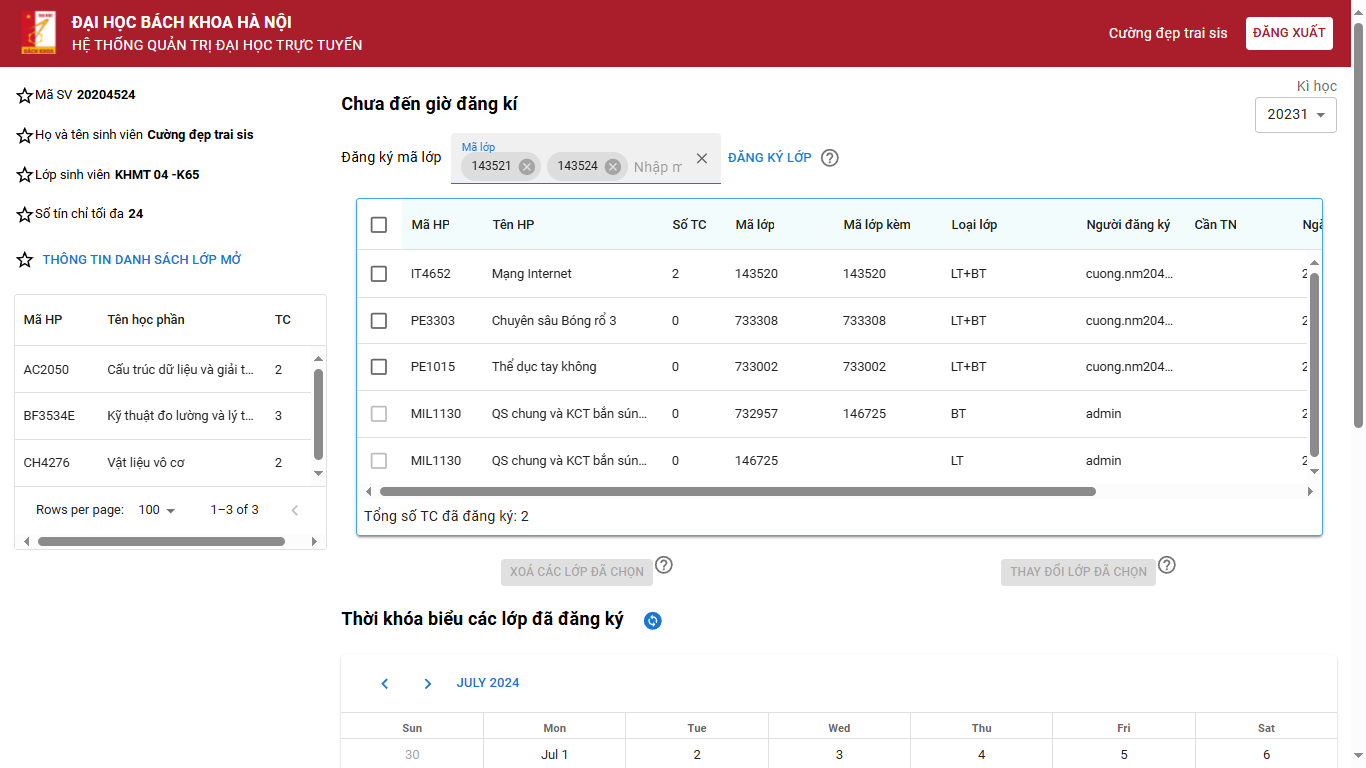 ĐẠI HỌC BÁCH KHOA HÀ NỘI
HỆ THỐNG QUẢN TRỊ ĐẠI HỌC TRỰC TUYẾN
Cường đẹp trai sis
ĐĂNG XUẤT
BÁCH KHOA
Mã SV 20204524
Họ và tên sinh viên Cường đẹp trai sis
Lớp sinh viên KHMT 04 -K65
Số tín chỉ tối đa 24
THÔNG TIN DANH SÁCH LỚP MỞ
Mã HP Tên học phần TC
AC2050 Cấu trúc dữ liệu và giải t... 2
BF3534E Kỹ thuật đo lường và lý t... 3
CH4276 Vật liệu vô cơ 2
Rows per page: 100 1–3 of 3
Chưa đến giờ đăng kí
Kì học
20231
Đăng ký mã lớp
Mã lớp
143521 143524 Nhập m
ĐĂNG KÝ LỚP
Mã HP Tên HP Số TC Mã lớp Mã lớp kèm Loại lớp Người đăng ký Cần TN Ngà
IT4652 Mạng Internet 2 143520 143520 LT+BT cuong.nm204... 2
PE3303 Chuyên sâu Bóng rổ 3 0 733308 733308 LT+BT cuong.nm204... 2
PE1015 Thể dục tay không 0 733002 733002 LT+BT cuong.nm204... 2
MIL1130 QS chung và KCT bắn sún... 0 732957 146725 BT admin 2
MIL1130 QS chung và KCT bắn sún... 0 146725 LT admin 2
Tổng số TC đã đăng ký: 2
XOÁ CÁC LỚP ĐÃ CHỌN
THAY ĐỔI LỚP ĐÃ CHỌN
Thời khóa biểu các lớp đã đăng ký
JULY 2024
Sun Mon Tue Wed Thu Fri Sat
30 Jul 1 2 3 4 5 6